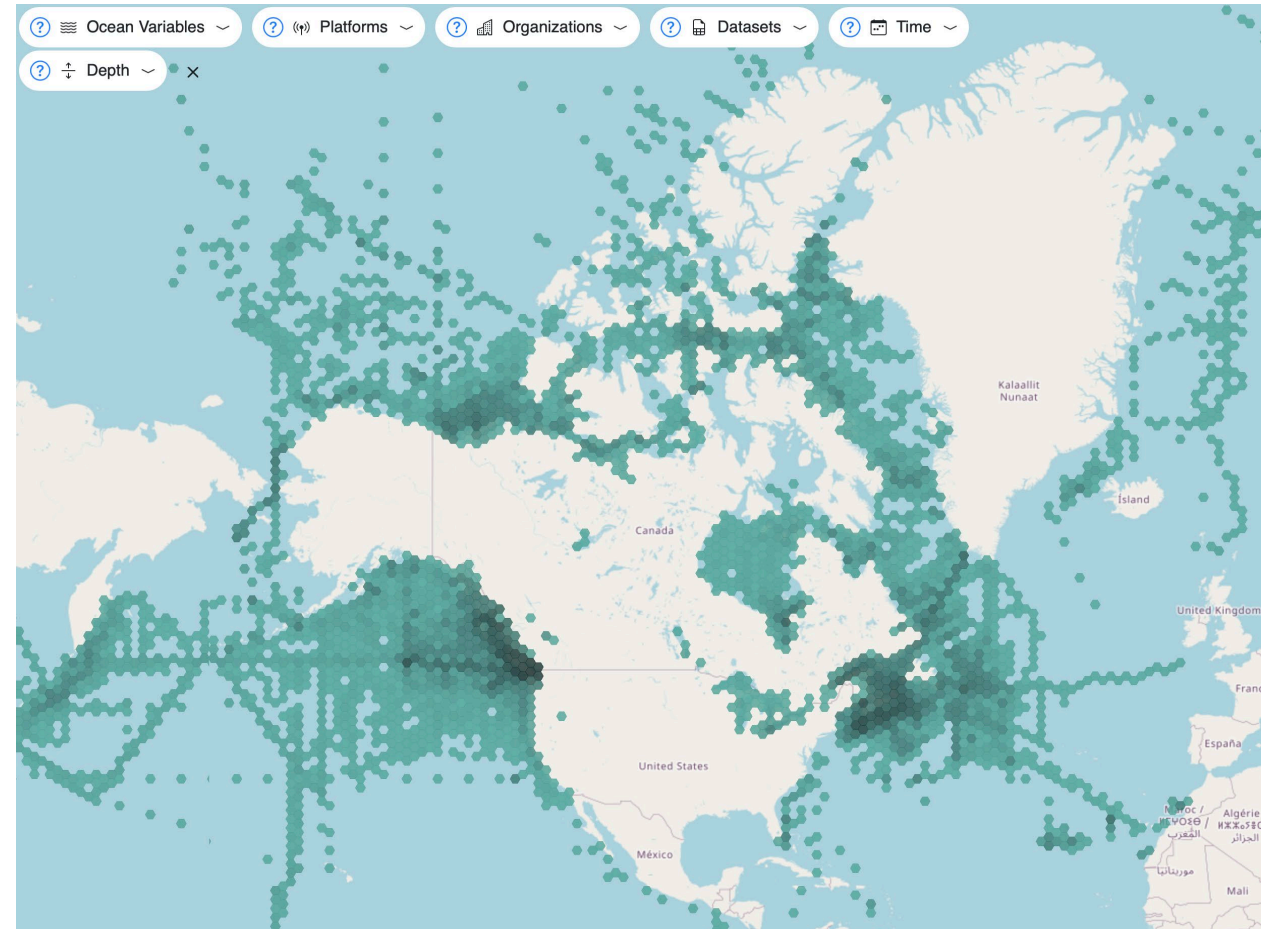 Ocean Variables
Platforms
Organizations
Datasets
Time
Depth
Kalaallit
Nunaat
Ísland
Canada
United Kingdom
España
United States
Algérie
المغرب
الجزائر
México
موريتانيا
Mali